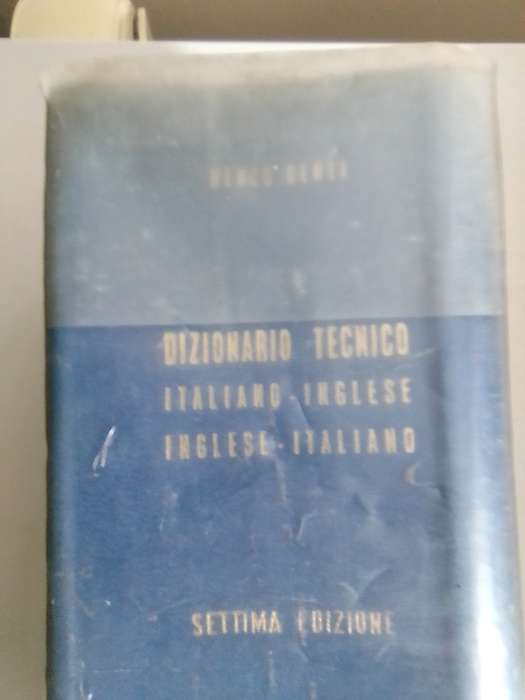 DIZIONARIO TECNICO
ITALIANO - INGLESE
INGLESE - ITALIANO
SETTIMA EDIZIONE